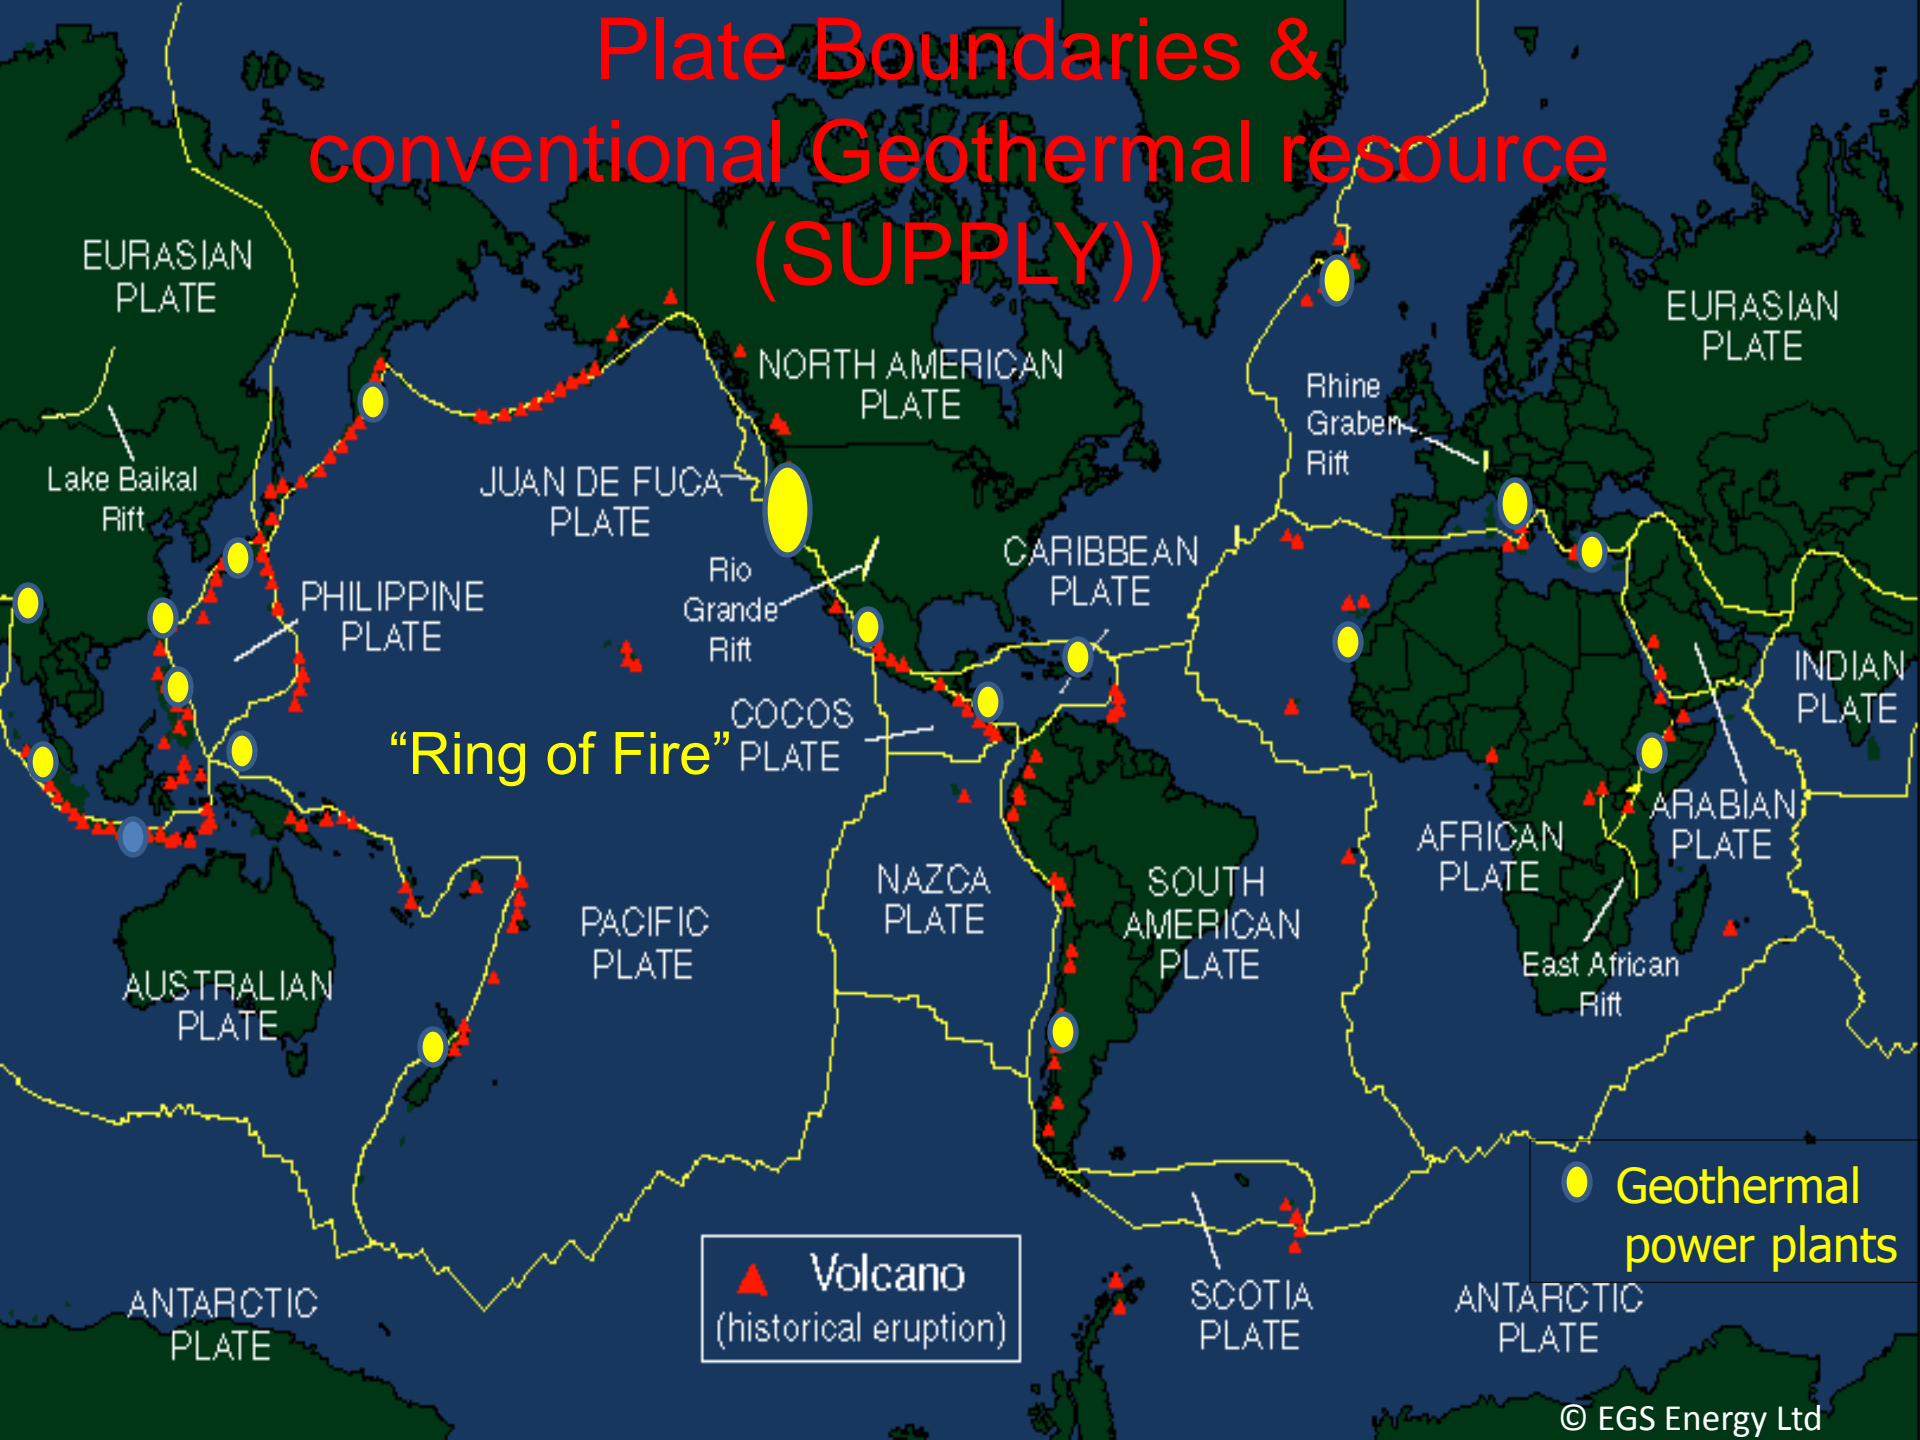 Plate Boundaries &
conventional Geothermal resource
(SUPPLY))
EURASIAN
PLATE
EURASIAN
PLATE
NORTH AMERICAN
PLATE
Rhine
Graben
Rift
Lake Baikal
Rift
JUAN DE FUCA
PLATE
CARIBBEAN
PLATE
Rio
Grande
Rift
PHILIPPINE
PLATE
INDIAN
PLATE
COCOS
PLATE
“Ring of Fire”
ARABIAN
PLATE
AFRICAN
PLATE
NAZCA
PLATE
SOUTH
AMERICAN
PLATE
PACIFIC
PLATE
East African
Rift
AUSTRALIAN
PLATE
Geothermal
power plants
Volcano
(historical eruption)
SCOTIA
PLATE
ANTARCTIC
PLATE
ANTARCTIC
PLATE
© EGS Energy Ltd